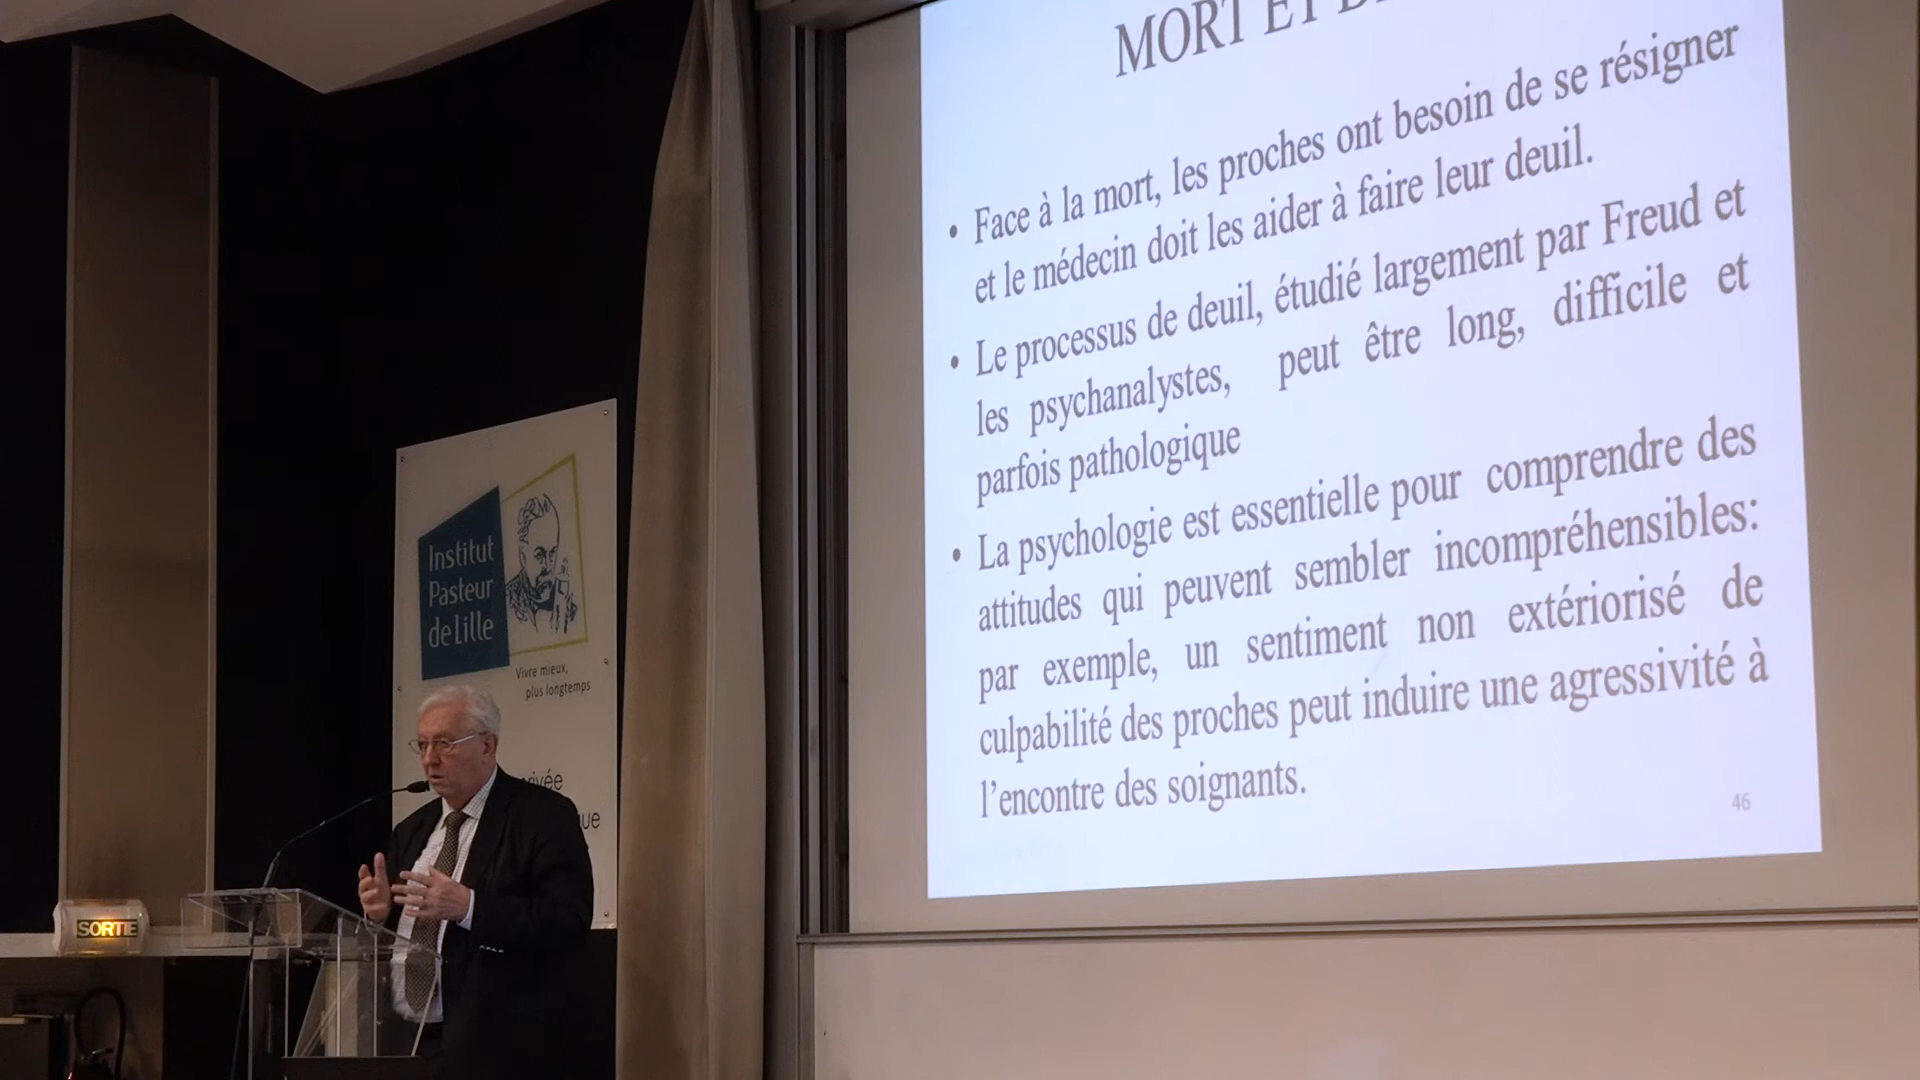 MORT ET
Face à la mort, les proches ont besoin de se résigner
et le médecin doit les aider à faire leur deuil.
Le processus de deuil, étudié largement par Freud et
les psychanalystes, peut être long, difficile et
parfois pathologique
La psychologie est essentielle pour comprendre des
attitudes qui peuvent sembler incompréhensibles:
par exemple, un sentiment non extériorisé de
culpabilité des proches peut induire une agressivité à
l'encontre des soignants.
46
Institut
Pasteur
de Lille
Vivre mieux,
plus longtemps
SORTIE